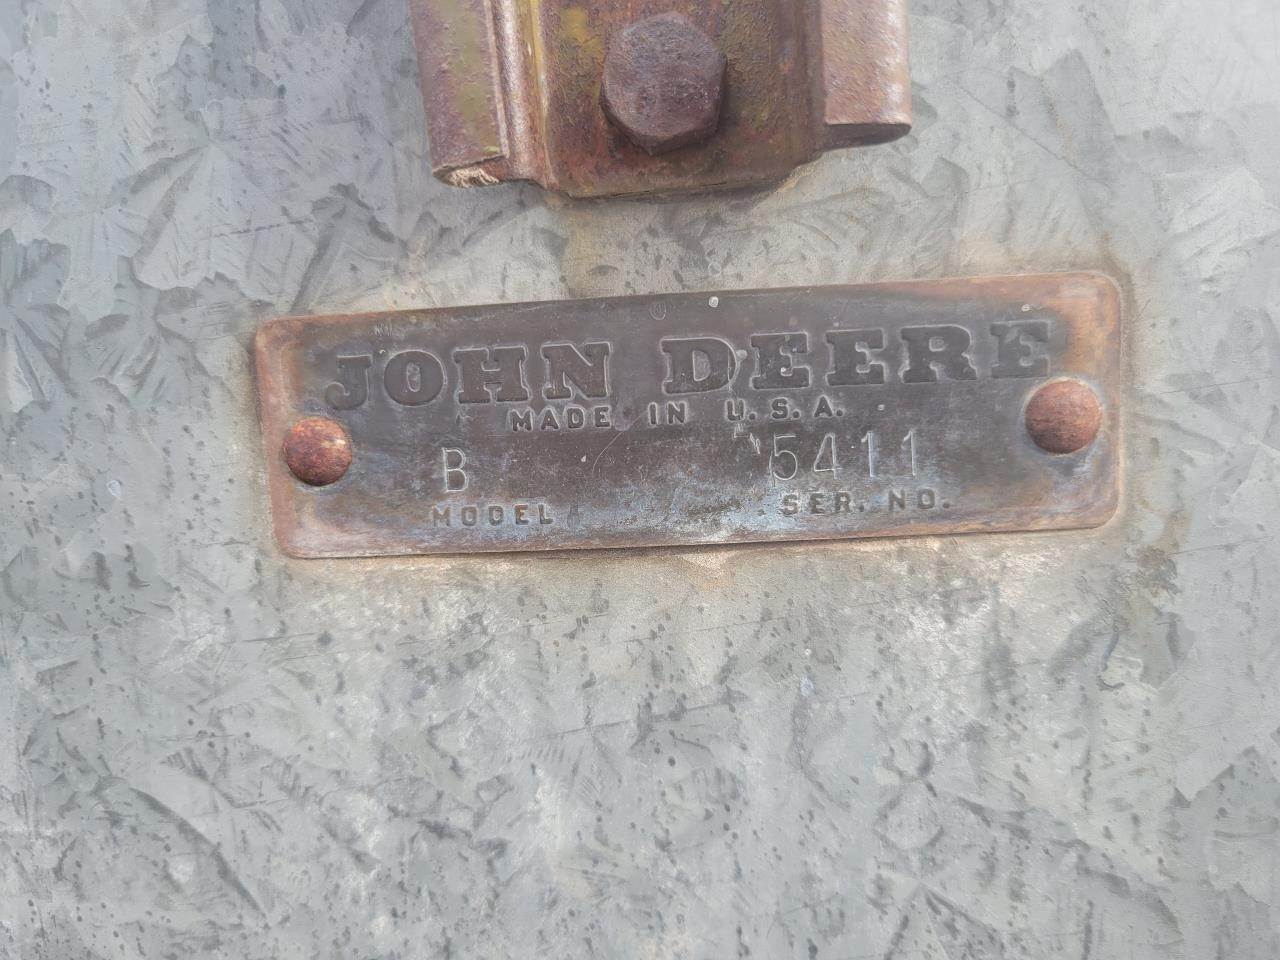 JOHN DEERE
MADE IN U.S.A.
B 5411
MODEL SER. NO.